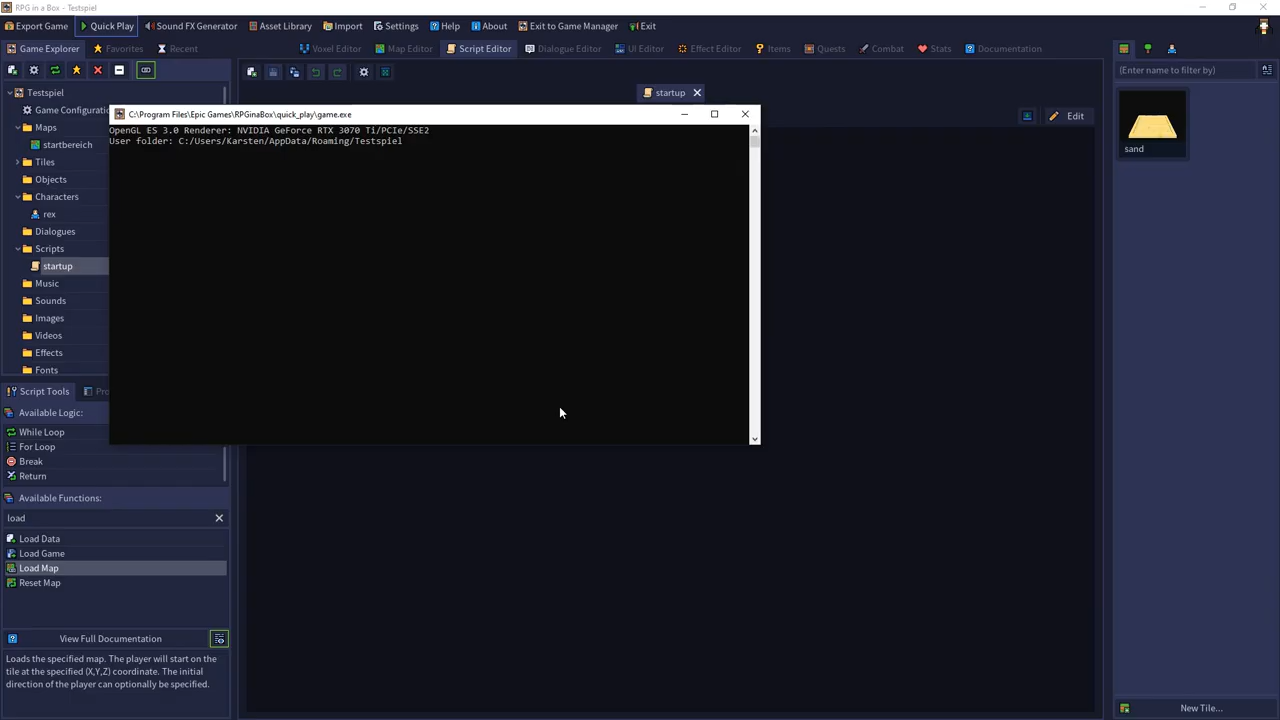 RPG in a Box - Testspiel
Export Game
Quick Play
Sound FX Generator
Asset Library
Import
Settings
Help
About
Exit to Game Manager
Exit
Game Explorer
Favorites
Recent
Voxel Editor
Map Editor
Script Editor
Dialogue Editor
UI Editor
Effect Editor
Items
Quests
Combat
Stats
Documentation
(Enter name to filter by)
Testspiel
startup
C:\Program Files\Epic Games\RPGinaBox\quick_play\game.exe
Game Configuratio
Edit
OpenGL ES 3.0 Renderer: NVIDIA GeForce RTX 3070 Ti/PCIe/SSE2
User folder: C:/Users/Karsten/AppData/Roaming/Testspiel
Maps
startbereich
sand
Tiles
Objects
Characters
rex
Dialogues
Scripts
startup
Music
Sounds
Images
Videos
Effects
Fonts
Script Tools
Pro
Available Logic:
While Loop
For Loop
Break
Return
Available Functions:
load
Load Data
Load Game
Load Map
Reset Map
View Full Documentation
Loads the specified map. The player will start on the
tile at the specified (X,Y,Z) coordinate. The initial
direction of the player can optionally be specified.
New Tile...